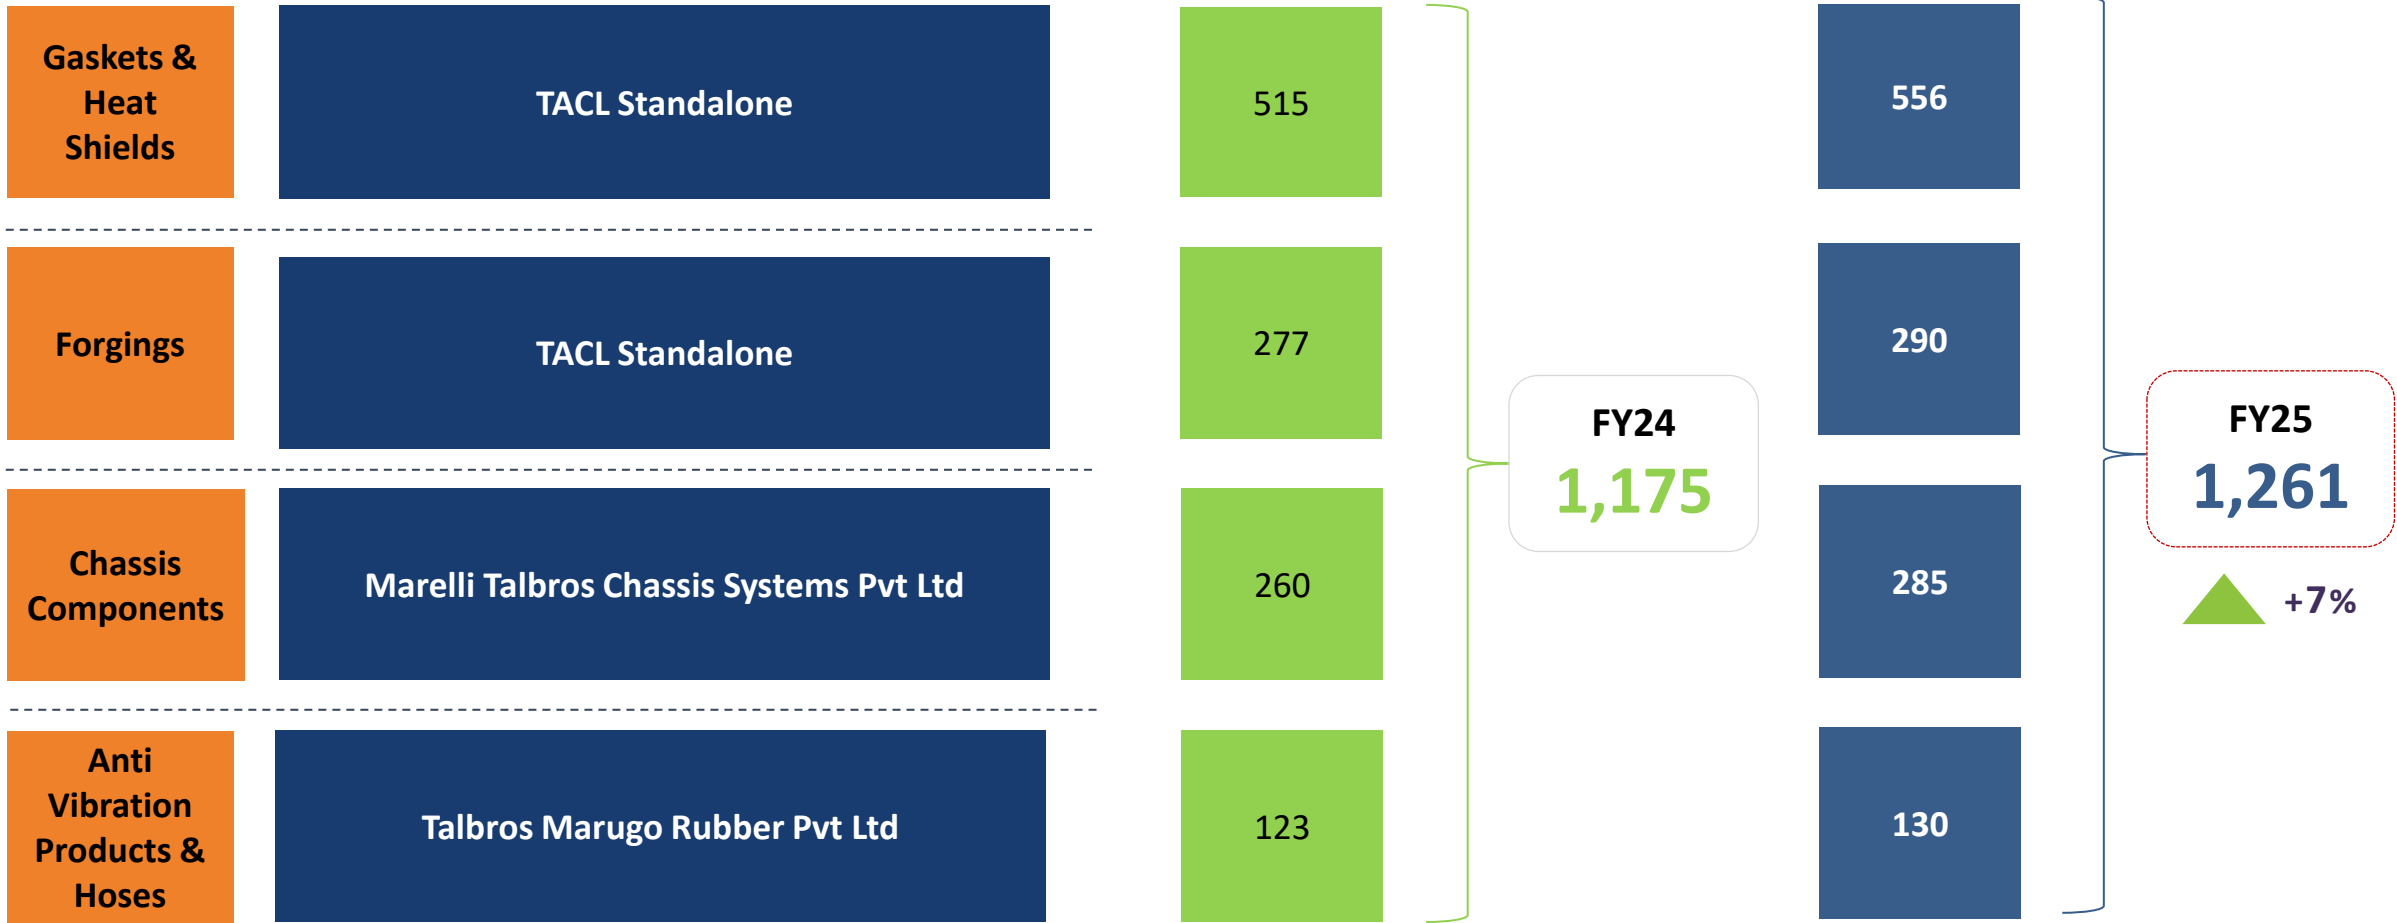 Gaskets &
Heat
Shields
TACL Standalone
515
556
Forgings
TACL Standalone
277
290
FY24
1,175
FY25
1,261
+7%
Chassis
Components
Marelli Talbros Chassis Systems Pvt Ltd
260
285
Anti
Vibration
Products &
Hoses
Talbros Marugo Rubber Pvt Ltd
123
130